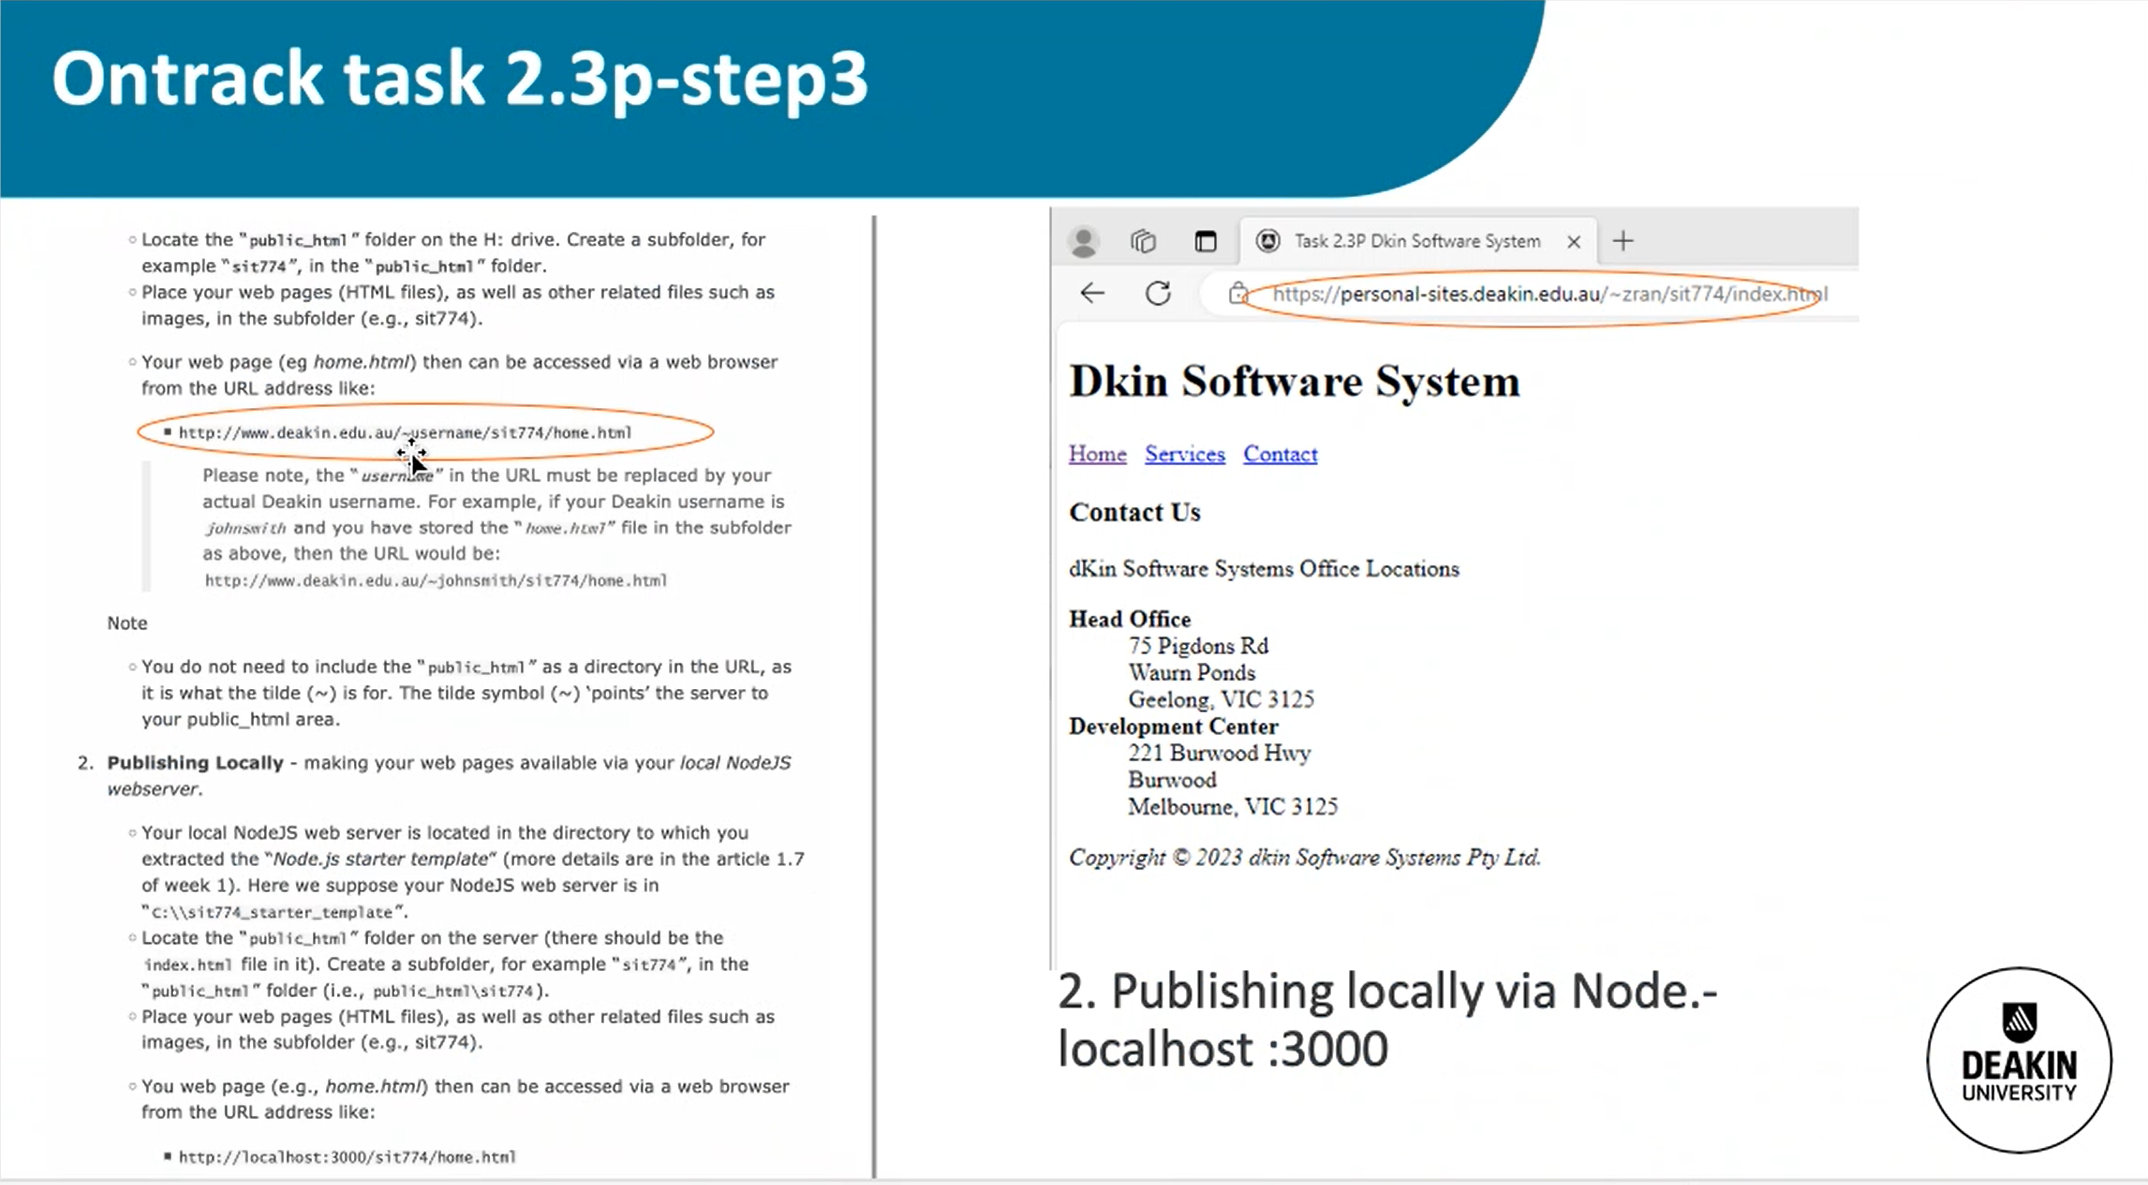 Ontrack task 2.3p-step3
Locate the "public_html" folder on the H: drive. Create a subfolder, for
example "sit774", in the "public_html" folder.
Place your web pages (HTML files), as well as other related files such as
images, in the subfolder (e.g., sit774).
Your web page (eg home.html) then can be accessed via a web browser
from the URL address like:
http://www.deakin.edu.au/~username/sit774/home.html
Please note, the "username" in the URL must be replaced by your
actual Deakin username. For example, if your Deakin username is
johnsmith and you have stored the "home.html" file in the subfolder
as above, then the URL would be:
http://www.deakin.edu.au/~johnsmith/sit774/home.html
Note
You do not need to include the "public_html" as a directory in the URL, as
it is what the tilde (~) is for. The tilde symbol (~) 'points' the server to
your public_html area.
2. Publishing Locally - making your web pages available via your local NodeJS
webserver.
Your local NodeJS web server is located in the directory to which you
extracted the "Node.js starter template" (more details are in the article 1.7
of week 1). Here we suppose your NodeJS web server is in
"C:\\sit774_starter_template".
Locate the "public_html" folder on the server (there should be the
index.html file in it). Create a subfolder, for example "sit774", in the
"public_html" folder (i.e., public_html\sit774).
Place your web pages (HTML files), as well as other related files such as
images, in the subfolder (e.g., sit774).
You web page (e.g., home.html) then can be accessed via a web browser
from the URL address like:
http://localhost:3000/sit774/home.html
Task 2.3P Dkin Software System
https://personal-sites.deakin.edu.au/~zran/sit774/index.html
Dkin Software System
Home Services Contact
Contact Us
dKin Software Systems Office Locations
Head Office
75 Pigdons Rd
Waurn Ponds
Geelong, VIC 3125
Development Center
221 Burwood Hwy
Burwood
Melbourne, VIC 3125
Copyright © 2023 dkin Software Systems Pty Ltd.
2. Publishing locally via Node.-
localhost :3000
DEAKIN
UNIVERSITY